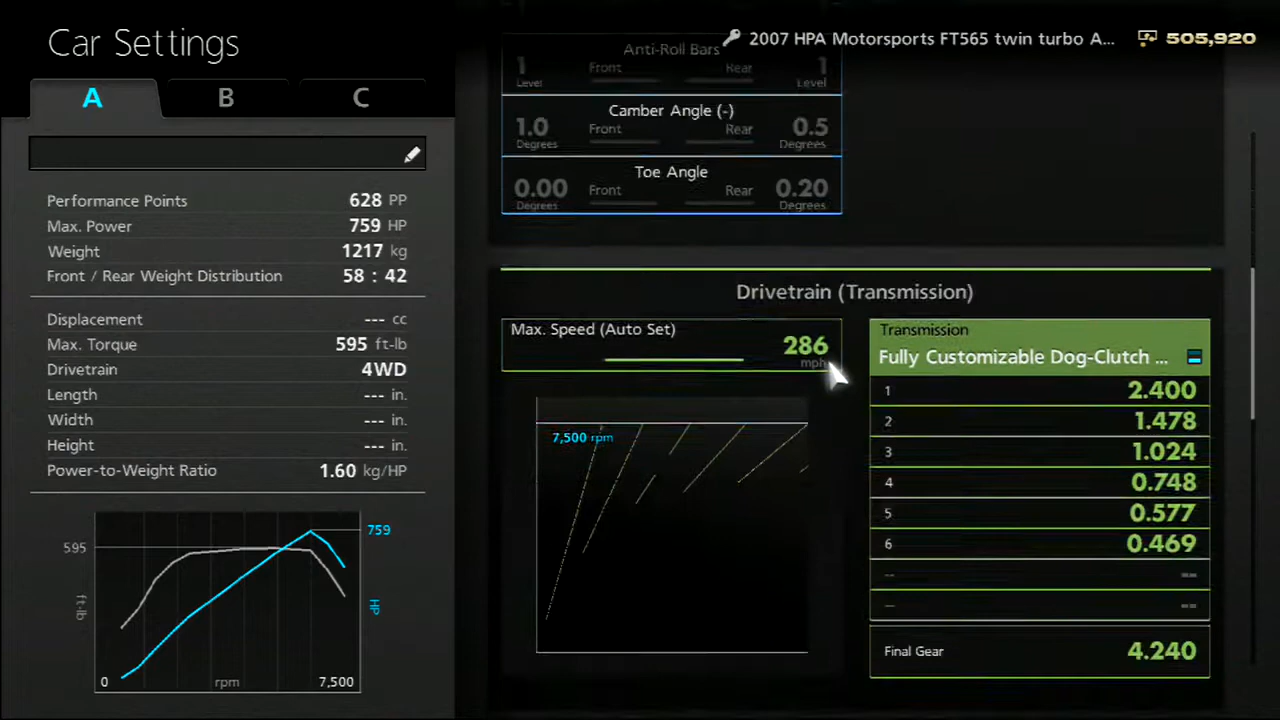 Car Settings
2007 HPA Motorsports FT565 twin turbo A...
505,920
A
B
C
Performance Points 628 PP
Max. Power 759 HP
Weight 1217 kg
Front / Rear Weight Distribution 58 : 42
Displacement --- cc
Max. Torque 595 ft-lb
Drivetrain 4WD
Length --- in.
Width --- in.
Height --- in.
Power-to-Weight Ratio 1.60 kg/HP
759
595
ft-lb
HP
0 rpm 7,500
Anti-Roll Bars
1 Front Rear 1
Level Level
Camber Angle (-)
1.0 Front Rear 0.5
Degrees Degrees
Toe Angle
0.00 Front Rear 0.20
Degrees Degrees
Drivetrain (Transmission)
Max. Speed (Auto Set) 286
mph
7,500 rpm
Transmission
Fully Customizable Dog-Clutch ...
1 2.400
2 1.478
3 1.024
4 0.748
5 0.577
6 0.469
-- --
-- --
Final Gear 4.240